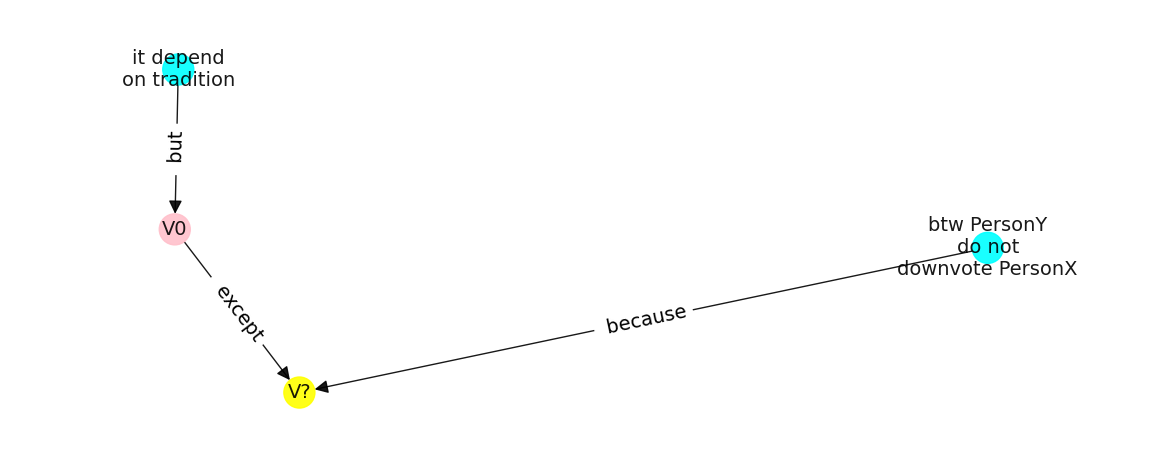 it depend
on tradition
but
V0
btw PersonY
do not
downvote PersonX
except
because
V?